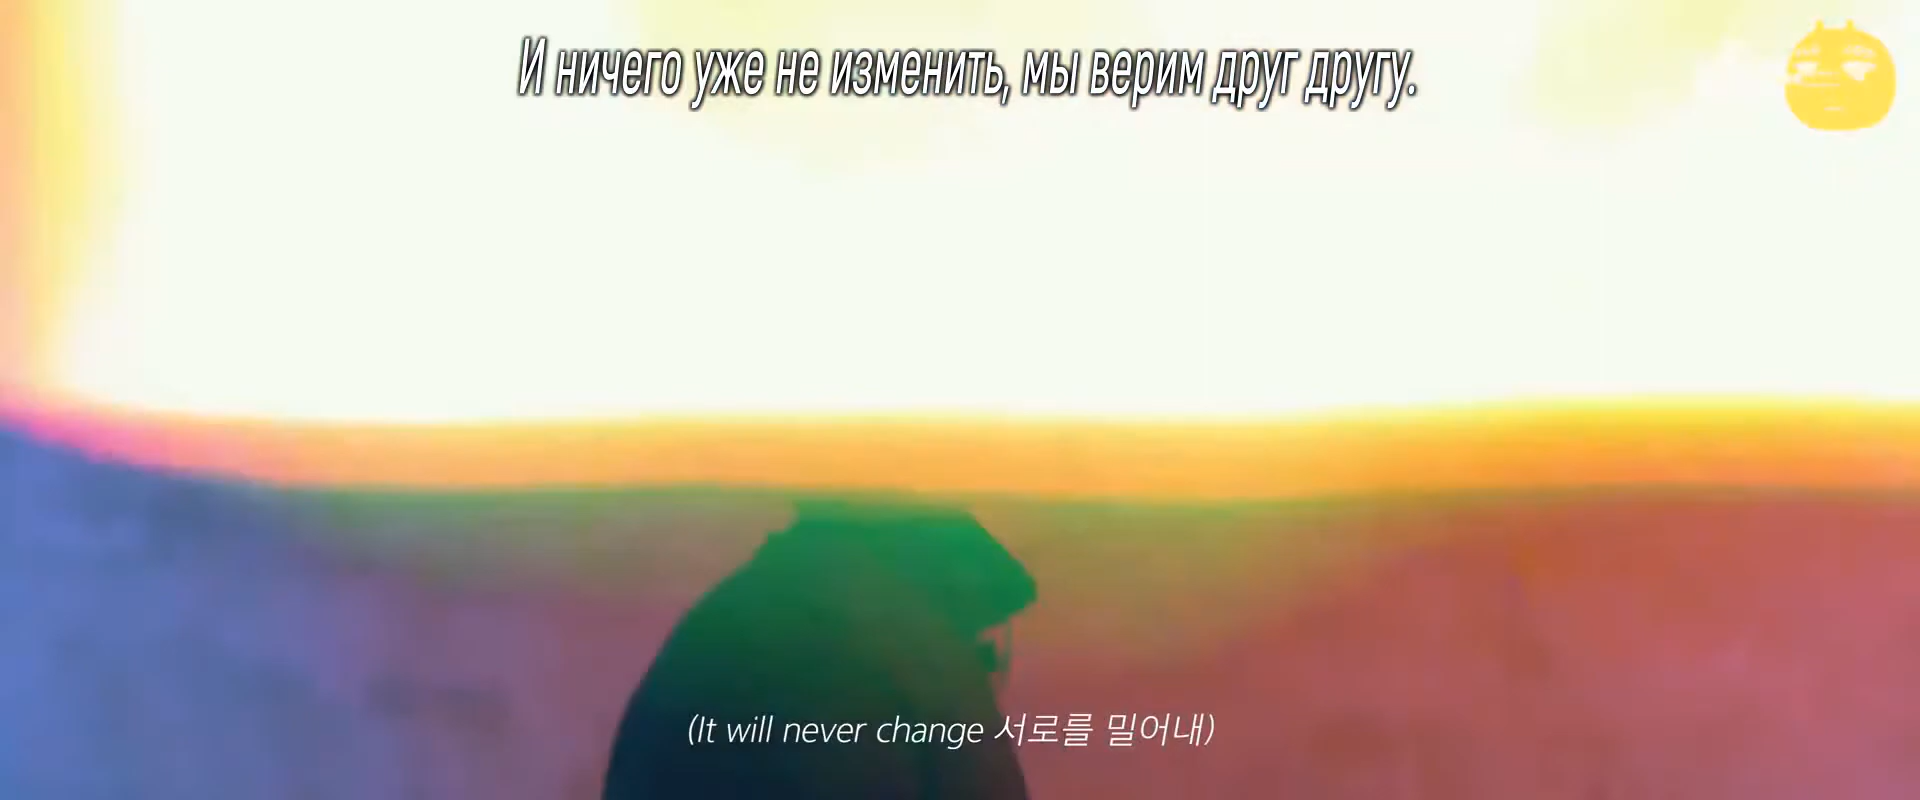 И ничего уже не изменить, мы верим друг другу.
(It will never change 서로를 밀어내)